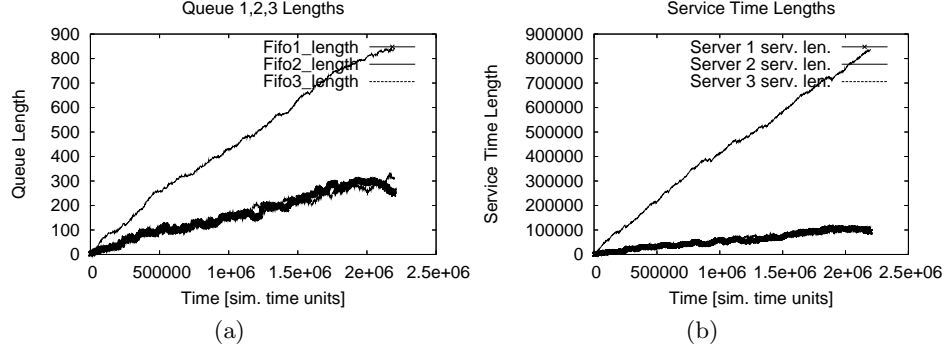 Queue 1,2,3 Lengths
Queue Length
900
800
700
600
500
400
300
200
100
0
Fifo1_length
Fifo2_length
Fifo3_length
0 500000 1e+06 1.5e+06 2e+06 2.5e+06
Time [sim. time units]
(a)
Service Time Lengths
Service Time Length
900000
800000
700000
600000
500000
400000
300000
200000
100000
0
Server 1 serv. len.
Server 2 serv. len.
Server 3 serv. len.
0 500000 1e+06 1.5e+06 2e+06 2.5e+06
Time [sim. time units]
(b)